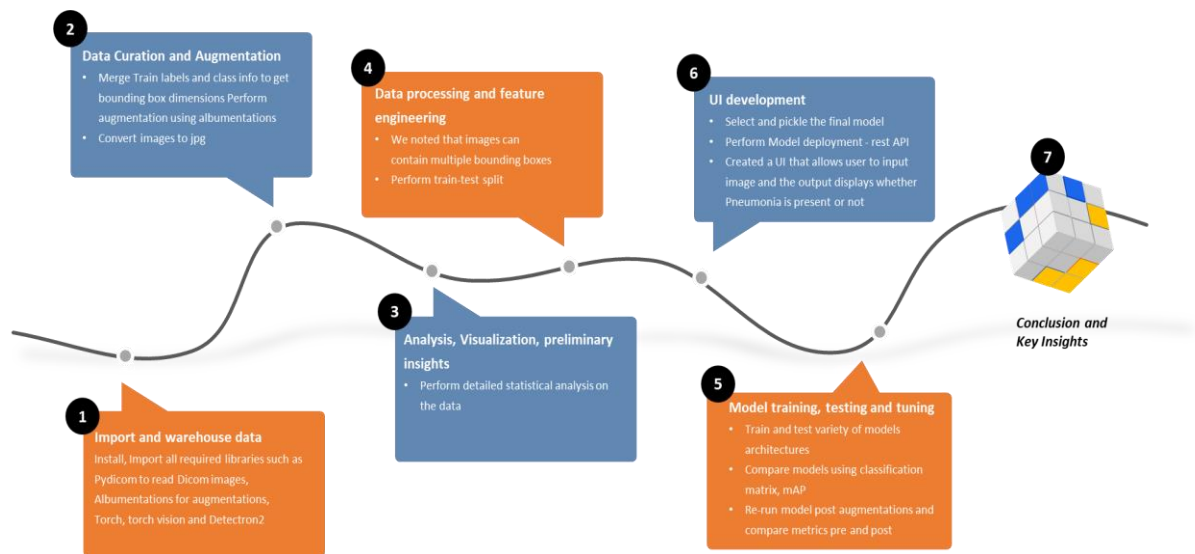 1
Import and warehouse data
Install, Import all required libraries such as
Pydicom to read Dicom images,
Albumentations for augmentations,
Torch, torch vision and Detectron2
2
Data Curation and Augmentation
• Merge Train labels and class info to get
bounding box dimensions Perform
augmentation using albumentations
• Convert images to jpg
3
Analysis, Visualization, preliminary
insights
• Perform detailed statistical analysis on
the data
4
Data processing and feature
engineering
• We noted that images can
contain multiple bounding boxes
• Perform train-test split
5
Model training, testing and tuning
• Train and test variety of models
architectures
• Compare models using classification
matrix, mAP
• Re-run model post augmentations and
compare metrics pre and post
6
UI development
• Select and pickle the final model
• Perform Model deployment - rest API
• Created a UI that allows user to input
image and the output displays whether
Pneumonia is present or not
7
Conclusion and
Key Insights